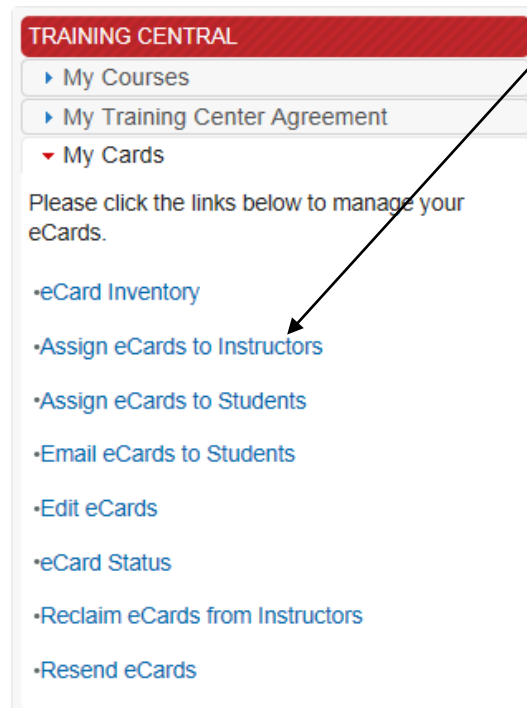 TRAINING CENTRAL
My Courses
My Training Center Agreement
My Cards
Please click the links below to manage your
eCards.
•eCard Inventory
•Assign eCards to Instructors
•Assign eCards to Students
•Email eCards to Students
•Edit eCards
•eCard Status
•Reclaim eCards from Instructors
•Resend eCards